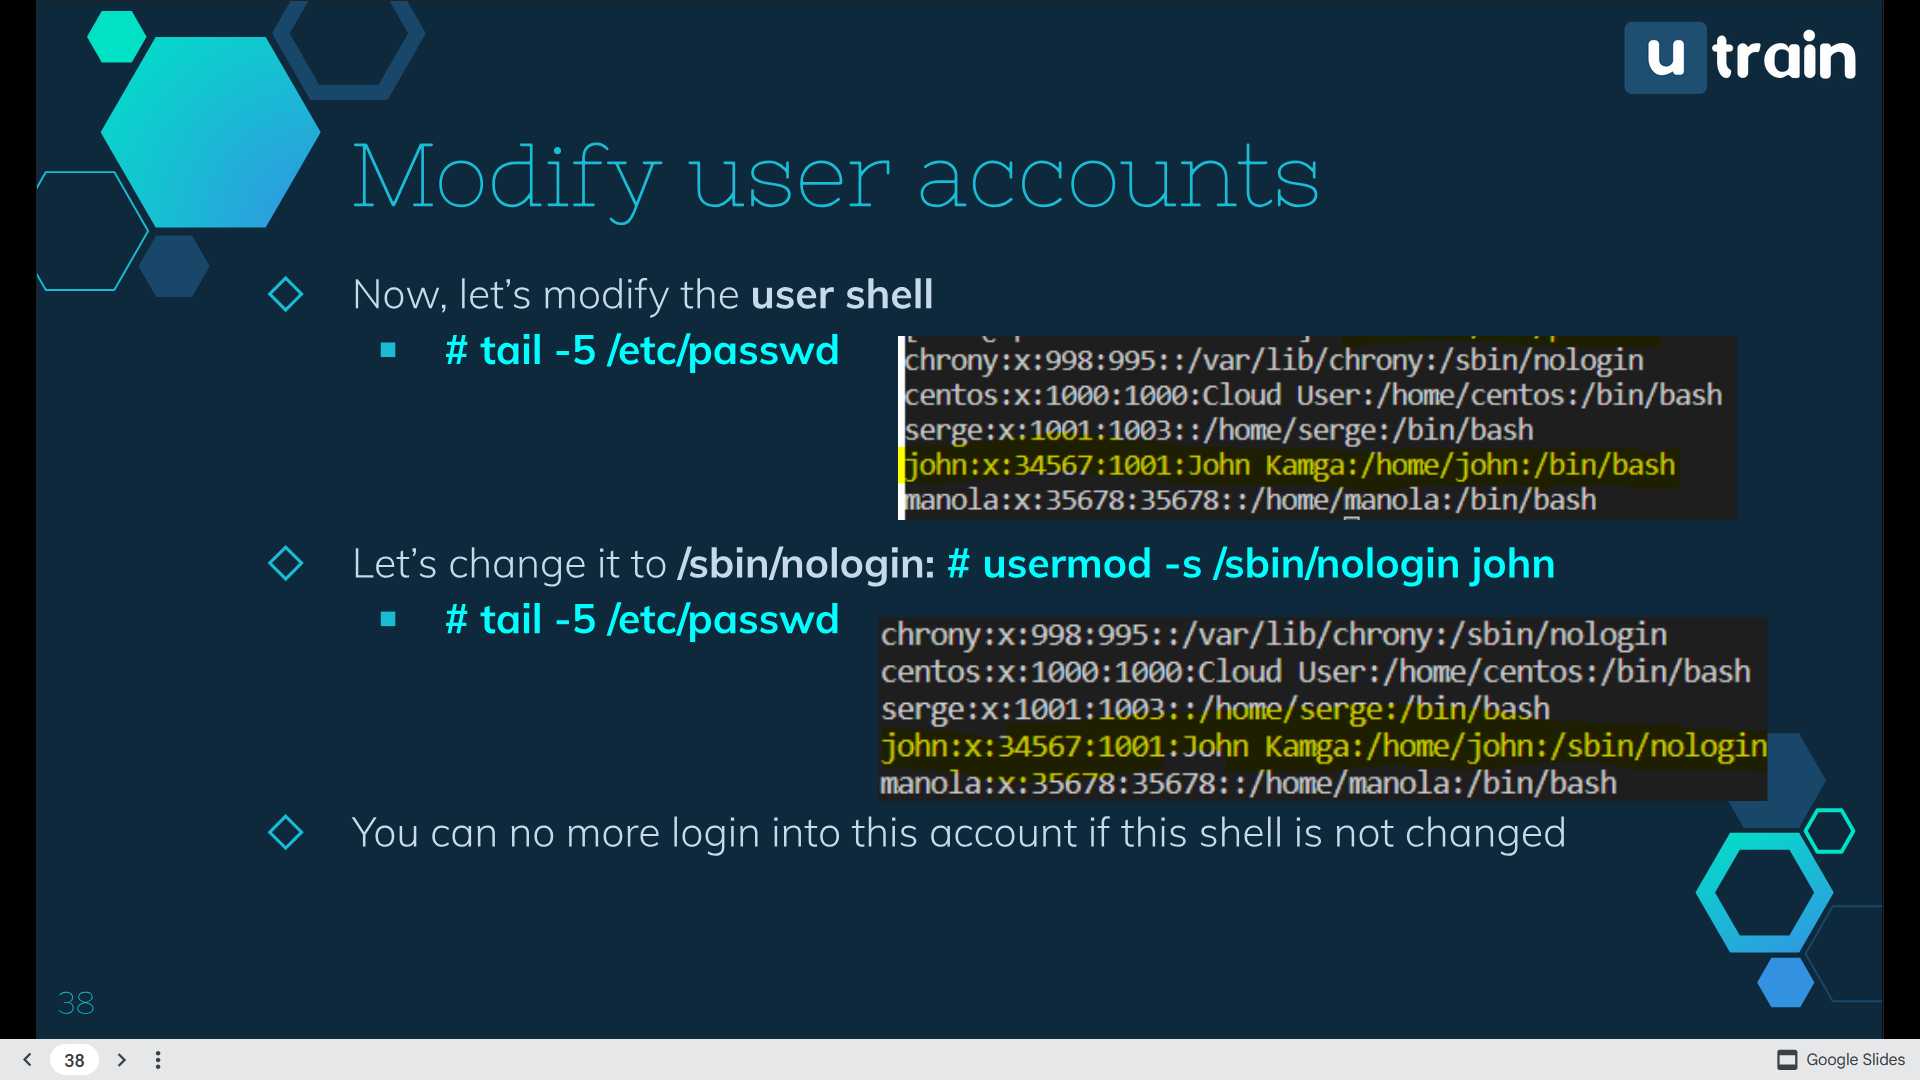 u train
Modify user accounts
Now, let’s modify the user shell
# tail -5 /etc/passwd
chrony:x:998:995::/var/lib/chrony:/sbin/nologin
centos:x:1000:1000:Cloud User:/home/centos:/bin/bash
serge:x:1001:1003::/home/serge:/bin/bash
john:x:34567:1001:John Kamga:/home/john:/bin/bash
manola:x:35678:35678::/home/manola:/bin/bash
Let’s change it to /sbin/nologin: # usermod -s /sbin/nologin john
# tail -5 /etc/passwd
chrony:x:998:995::/var/lib/chrony:/sbin/nologin
centos:x:1000:1000:Cloud User:/home/centos:/bin/bash
serge:x:1001:1003::/home/serge:/bin/bash
john:x:34567:1001:John Kamga:/home/john:/sbin/nologin
manola:x:35678:35678::/home/manola:/bin/bash
You can no more login into this account if this shell is not changed
38
38
Google Slides